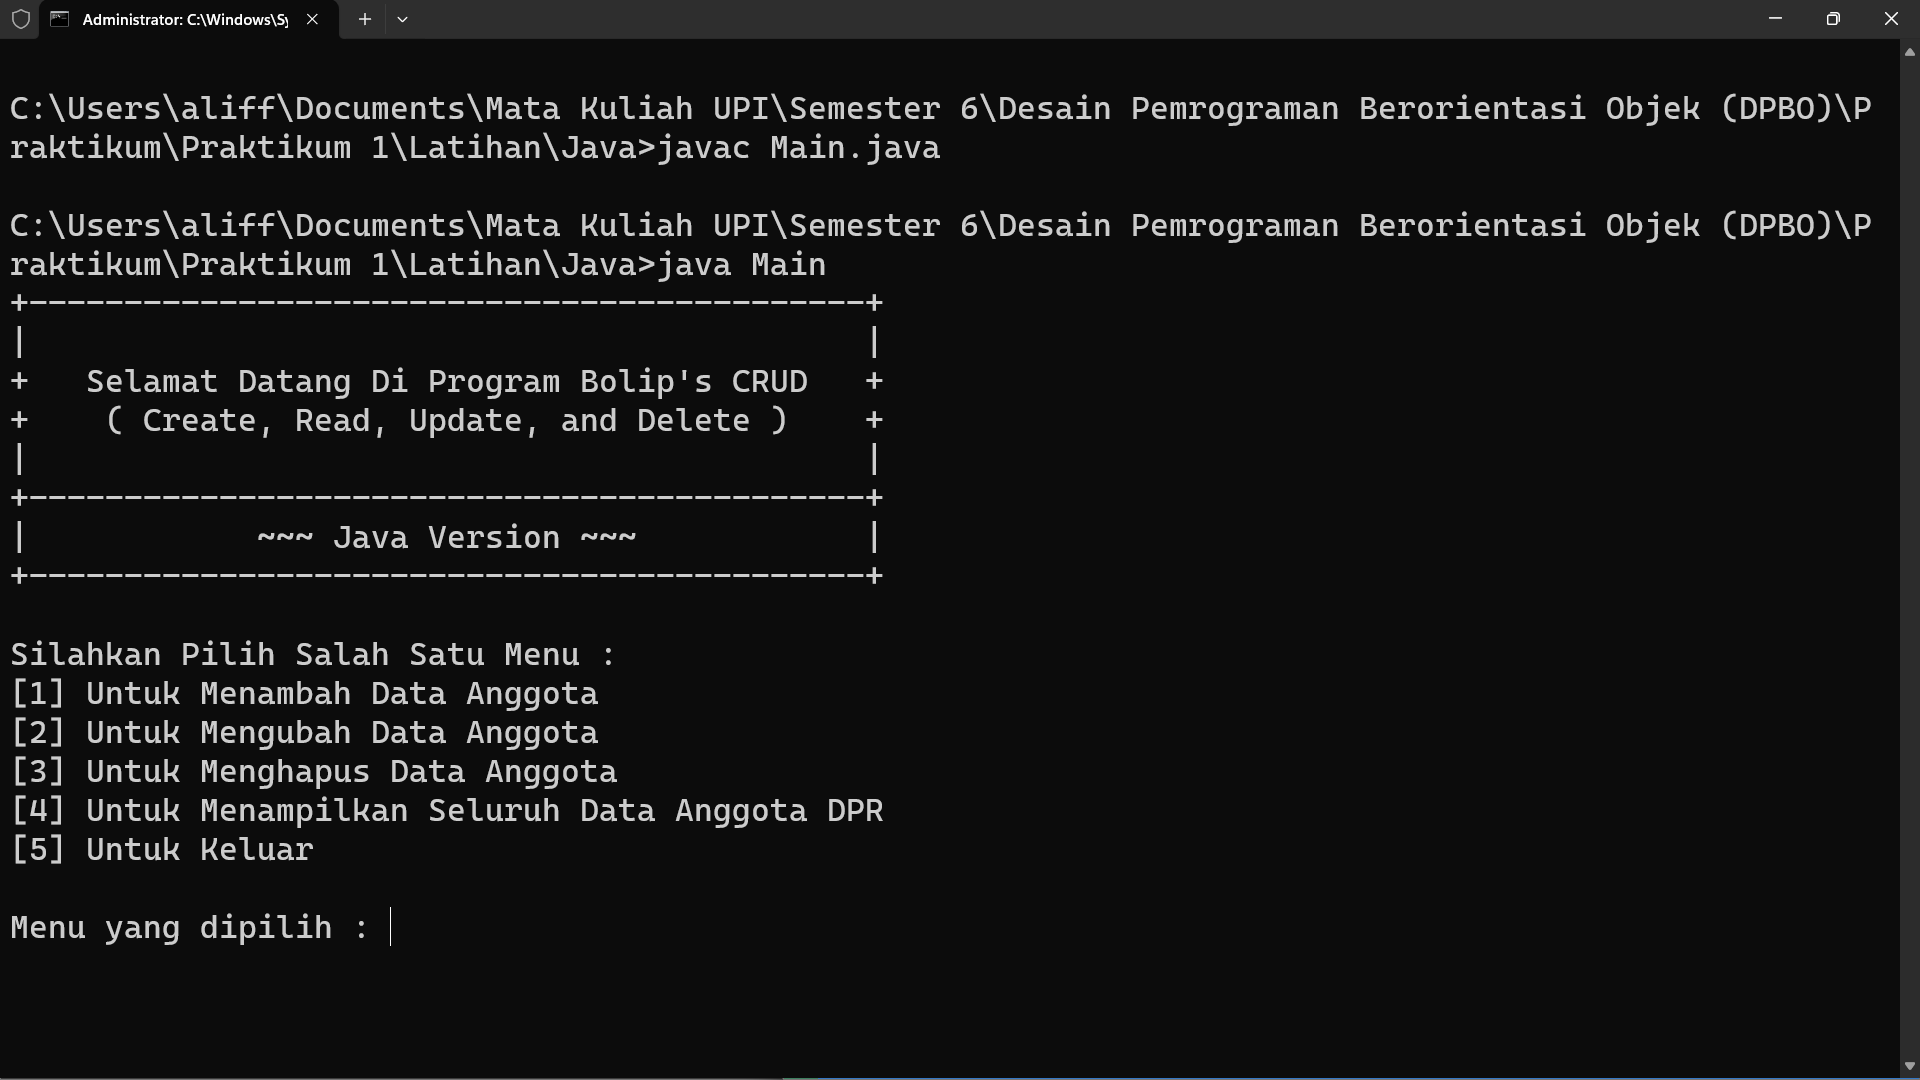 Administrator: C:\Windows\Sy
C:\Users\aliff\Documents\Mata Kuliah UPI\Semester 6\Desain Pemrograman Berorientasi Objek (DPBO)\P
raktikum\Praktikum 1\Latihan\Java>javac Main.java
C:\Users\aliff\Documents\Mata Kuliah UPI\Semester 6\Desain Pemrograman Berorientasi Objek (DPBO)\P
raktikum\Praktikum 1\Latihan\Java>java Main
+--------------------------------------------+
|                                            |
+   Selamat Datang Di Program Bolip's CRUD   +
+    ( Create, Read, Update, and Delete )    +
|                                            |
+--------------------------------------------+
|            ~~~ Java Version ~~~            |
+--------------------------------------------+
Silahkan Pilih Salah Satu Menu :
[1] Untuk Menambah Data Anggota
[2] Untuk Mengubah Data Anggota
[3] Untuk Menghapus Data Anggota
[4] Untuk Menampilkan Seluruh Data Anggota DPR
[5] Untuk Keluar
Menu yang dipilih :